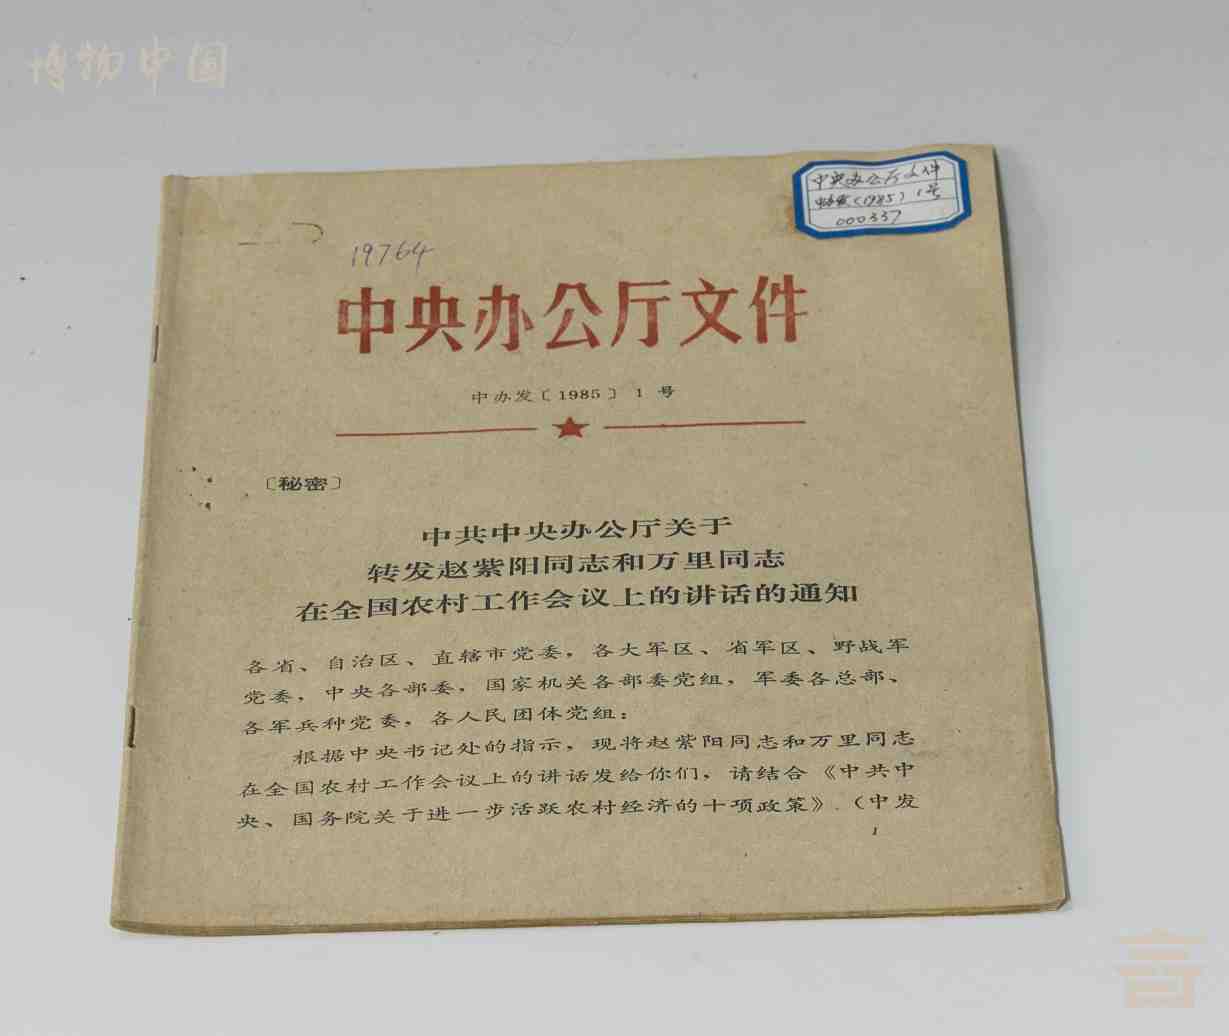 博物中国
中央办公厅文件
中办发(1985)1号
000337
19764
中央办公厅文件
中办发〔1985〕1号
〔秘密〕
中共中央办公厅关于
转发赵紫阳同志和万里同志
在全国农村工作会议上的讲话的通知
各省、自治区、直辖市党委,各大军区、省军区、野战军
党委,中央各部委,国家机关各部委党组,军委各总部、
各军兵种党委,各人民团体党组:
根据中央书记处的指示,现将赵紫阳同志和万里同志
在全国农村工作会议上的讲话发给你们,请结合《中共中
央、国务院关于进一步活跃农村经济的十项政策》.(中发
1